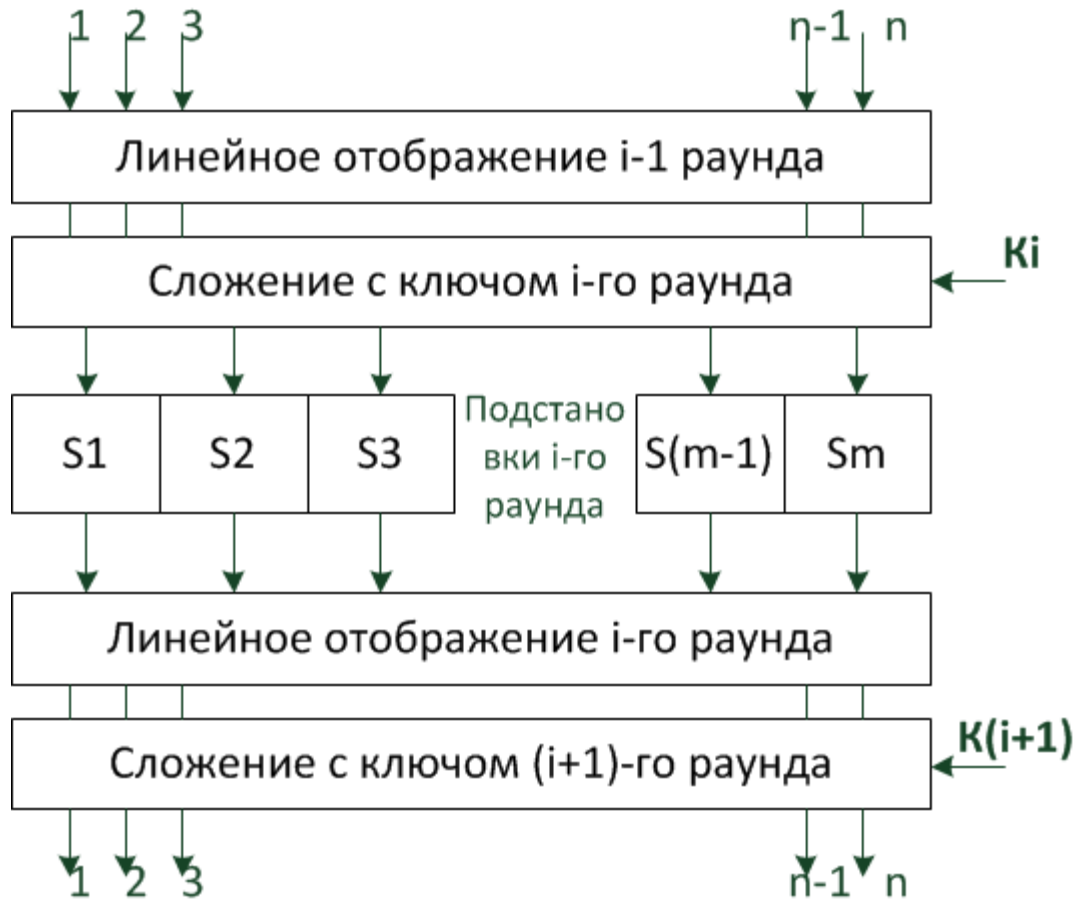 1 2 3 n-1 n
Линейное отображение i-1 раунда
Сложение с ключом i-го раунда
Ki
S1 S2 S3
Подстано
вки i-го
раунда
S(m-1) Sm
Линейное отображение i-го раунда
Сложение с ключом (i+1)-го раунда
K(i+1)
1 2 3 n-1 n